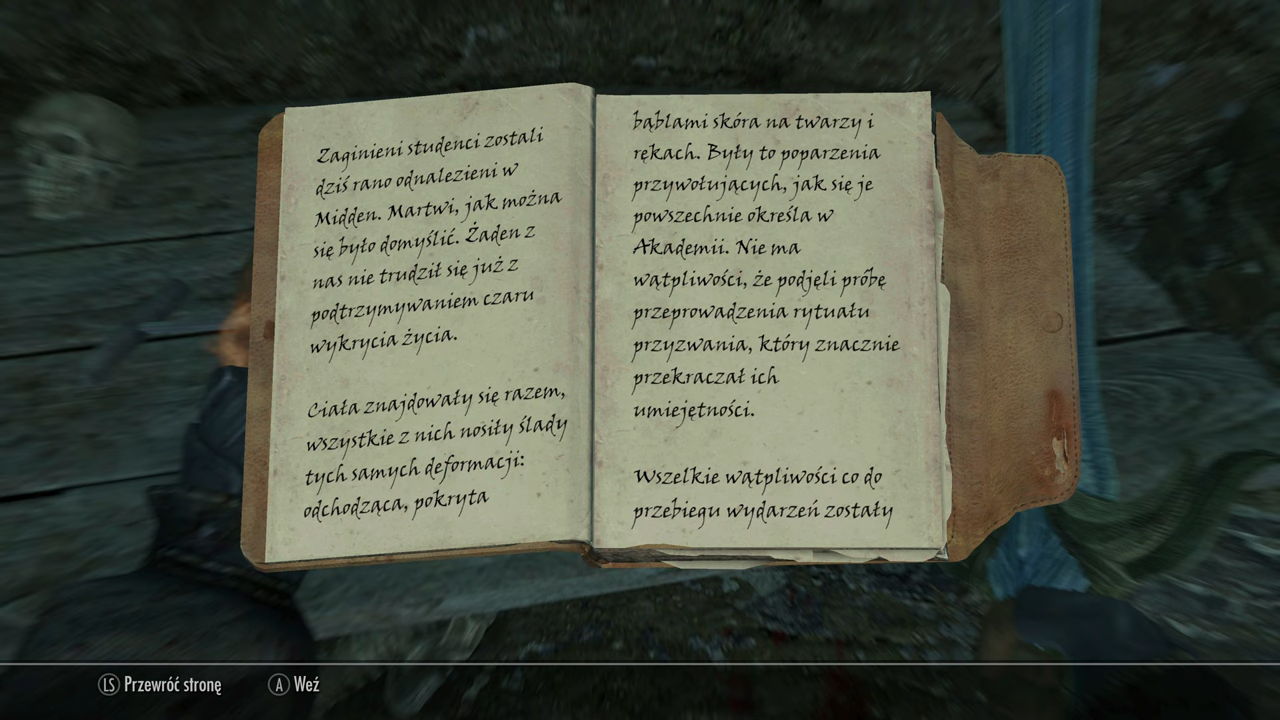 Zaginieni studenci zostali
dziś rano odnalezieni w
Midden. Martwi, jak można
się było domyślić. Żaden z
nas nie trudził się już z
podtrzymywaniem czaru
wykrycia życia.
Ciała znajdowały się razem,
wszystkie z nich nosiły ślady
tych samych deformacji:
odchodząca, pokryta
bąblami skóra na twarzy i
rękach. Były to poparzenia
przywołujących, jak się je
powszechnie określa w
Akademii. Nie ma
wątpliwości, że podjęli próbę
przeprowadzenia rytuału
przyzwania, który znacznie
przekraczał ich
umiejętności.
Wszelkie wątpliwości co do
przebiegu wydarzeń zostały
LS Przewróć stronę
A Weź